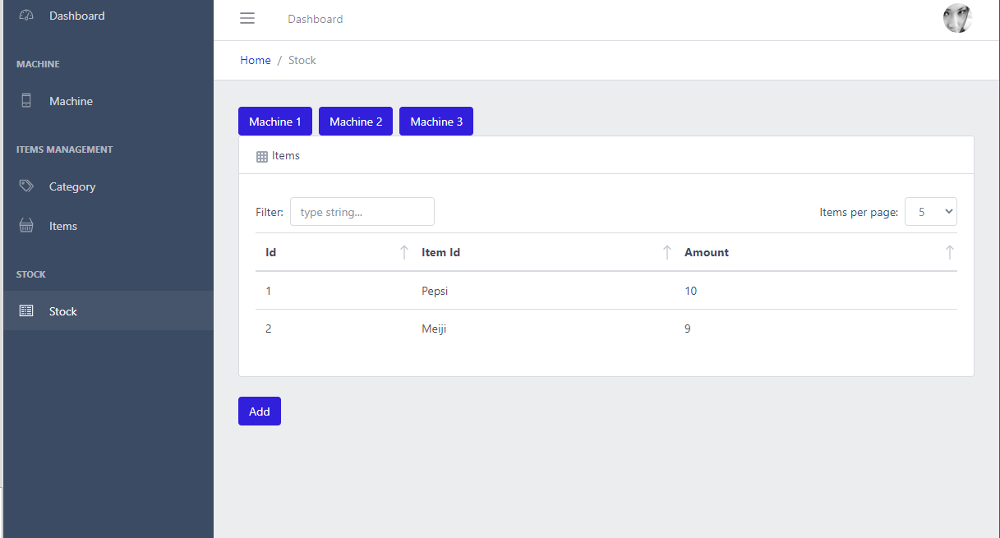 Dashboard
MACHINE
Machine
ITEMS MANAGEMENT
Category
Items
STOCK
Stock
Dashboard
Home / Stock
Machine 1 Machine 2 Machine 3
Items
Filter: type string... Items per page: 5
Id Item Id Amount
1 Pepsi 10
2 Meiji 9
Add